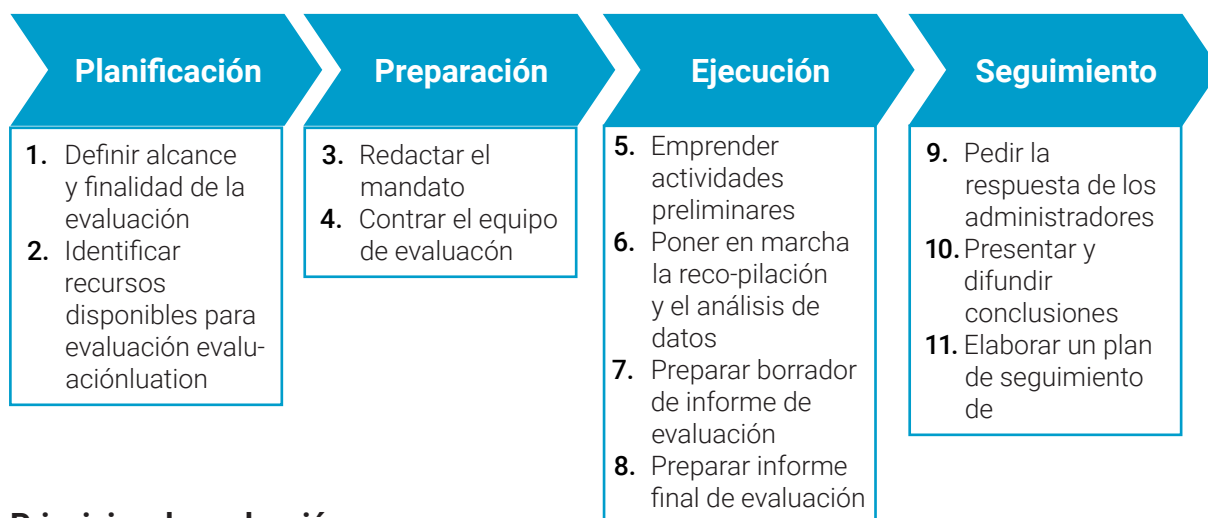 Planificación
1. Definir alcance
y finalidad de la
evaluación
2. Identificar
recursos
disponibles para
evaluación evalu-
aciónluation
Preparación
3. Redactar el
mandato
4. Contrar el equipo
de evaluacón
Ejecución
5. Emprender
actividades
preliminares
6. Poner en marcha
la reco-pilación
y el análisis de
datos
7. Preparar borrador
de informe de
evaluación
8. Preparar informe
final de evaluación
Seguimiento
9. Pedir la
respuesta de los
administradores
10. Presentar y
difundir
conclusiones
11. Elaborar un plan
de seguimiento
de